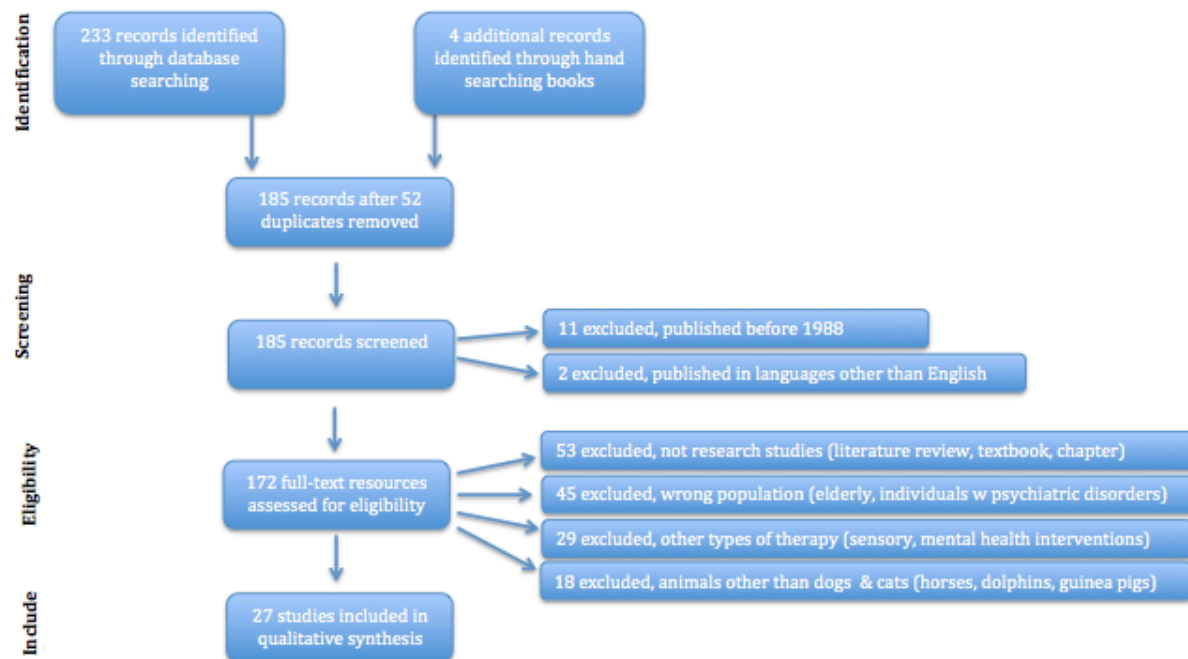 Identification
233 records identified
through database
searching
4 additional records
identified through hand
searching books
185 records after 52
duplicates removed
Screening
185 records screened
11 excluded, published before 1988
2 excluded, published in languages other than English
Eligibility
172 full-text resources
assessed for eligibility
53 excluded, not research studies (literature review, textbook, chapter)
45 excluded, wrong population (elderly, individuals w psychiatric disorders)
29 excluded, other types of therapy (sensory, mental health interventions)
18 excluded, animals other than dogs & cats (horses, dolphins, guinea pigs)
Include
27 studies included in
qualitative synthesis